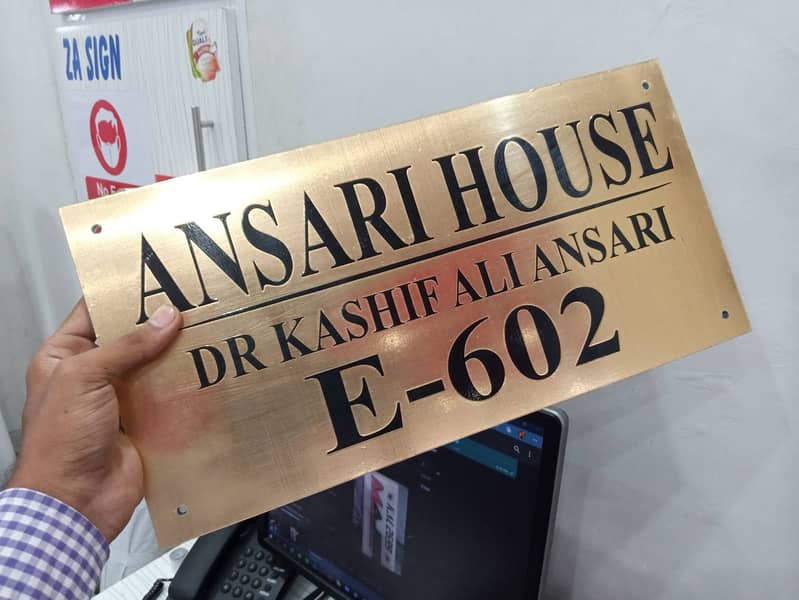 ZA SIGN
ANSARI HOUSE
DR KASHIF ALI ANSARI
E-602